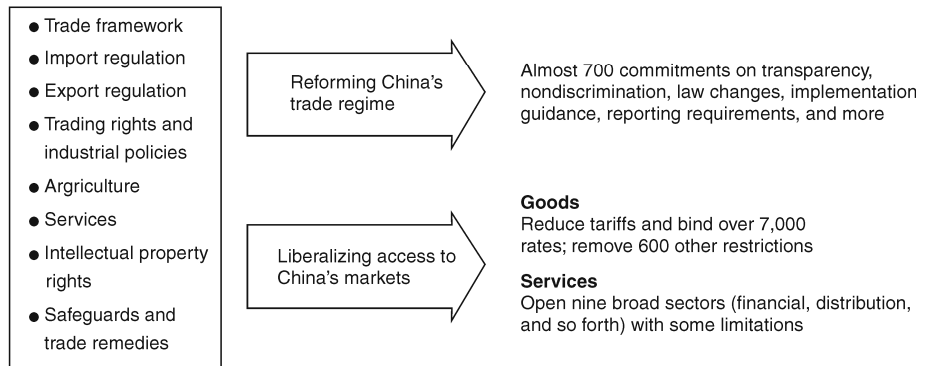 ● Trade framework
● Import regulation
● Export regulation
● Trading rights and
industrial policies
● Argriculture
● Services
● Intellectual property
rights
● Safeguards and
trade remedies
Reforming China's
trade regime
Almost 700 commitments on transparency,
nondiscrimination, law changes, implementation
guidance, reporting requirements, and more
Liberalizing access to
China's markets
Goods
Reduce tariffs and bind over 7,000
rates; remove 600 other restrictions
Services
Open nine broad sectors (financial, distribution,
and so forth) with some limitations